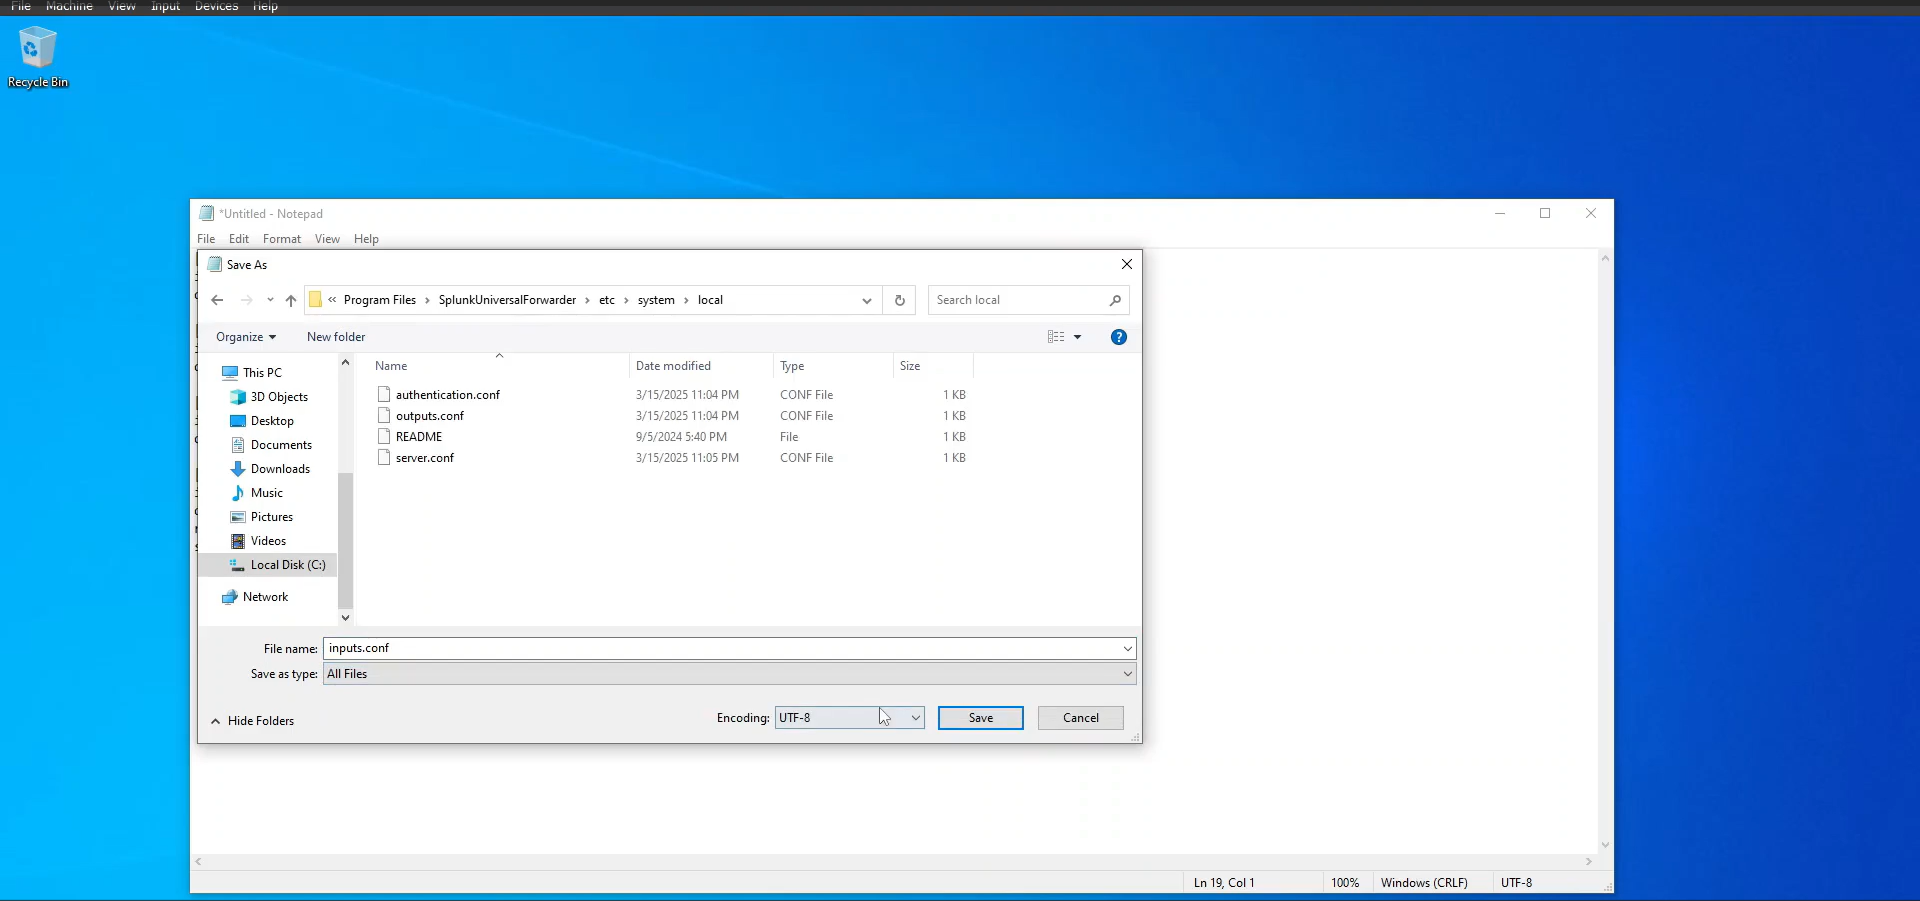 File Machine View Input Devices Help
Recycle Bin
*Untitled - Notepad
File Edit Format View Help
Save As
« Program Files › SplunkUniversalForwarder › etc › system › local
Search local
Organize New folder
Name Date modified Type Size
This PC
3D Objects
Desktop
Documents
Downloads
Music
Pictures
Videos
Local Disk (C:)
Network
authentication.conf 3/15/2025 11:04 PM CONF File 1 KB
outputs.conf 3/15/2025 11:04 PM CONF File 1 KB
README 9/5/2024 5:40 PM File 1 KB
server.conf 3/15/2025 11:05 PM CONF File 1 KB
File name: inputs.conf
Save as type: All Files
Hide Folders
Encoding: UTF-8 Save Cancel
Ln 19, Col 1 100% Windows (CRLF) UTF-8